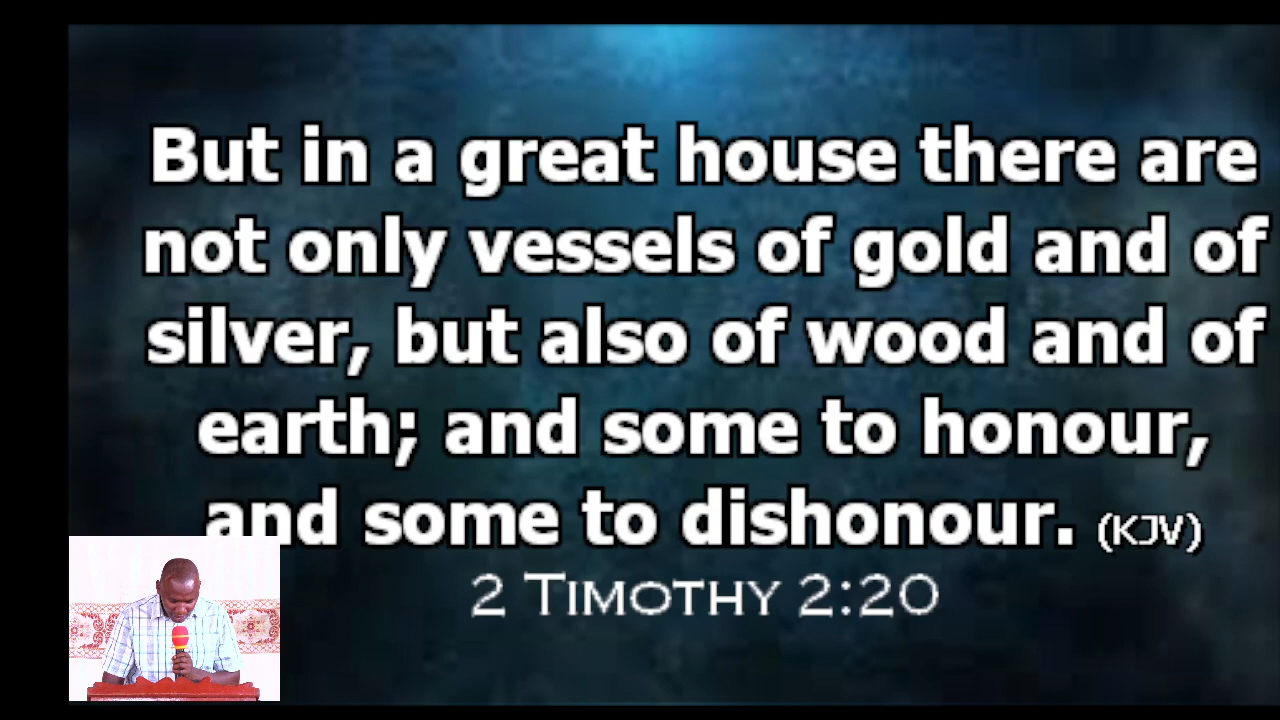 But in a great house there are
not only vessels of gold and of
silver, but also of wood and of
earth; and some to honour,
and some to dishonour. (KJV)
2 Timothy 2:20